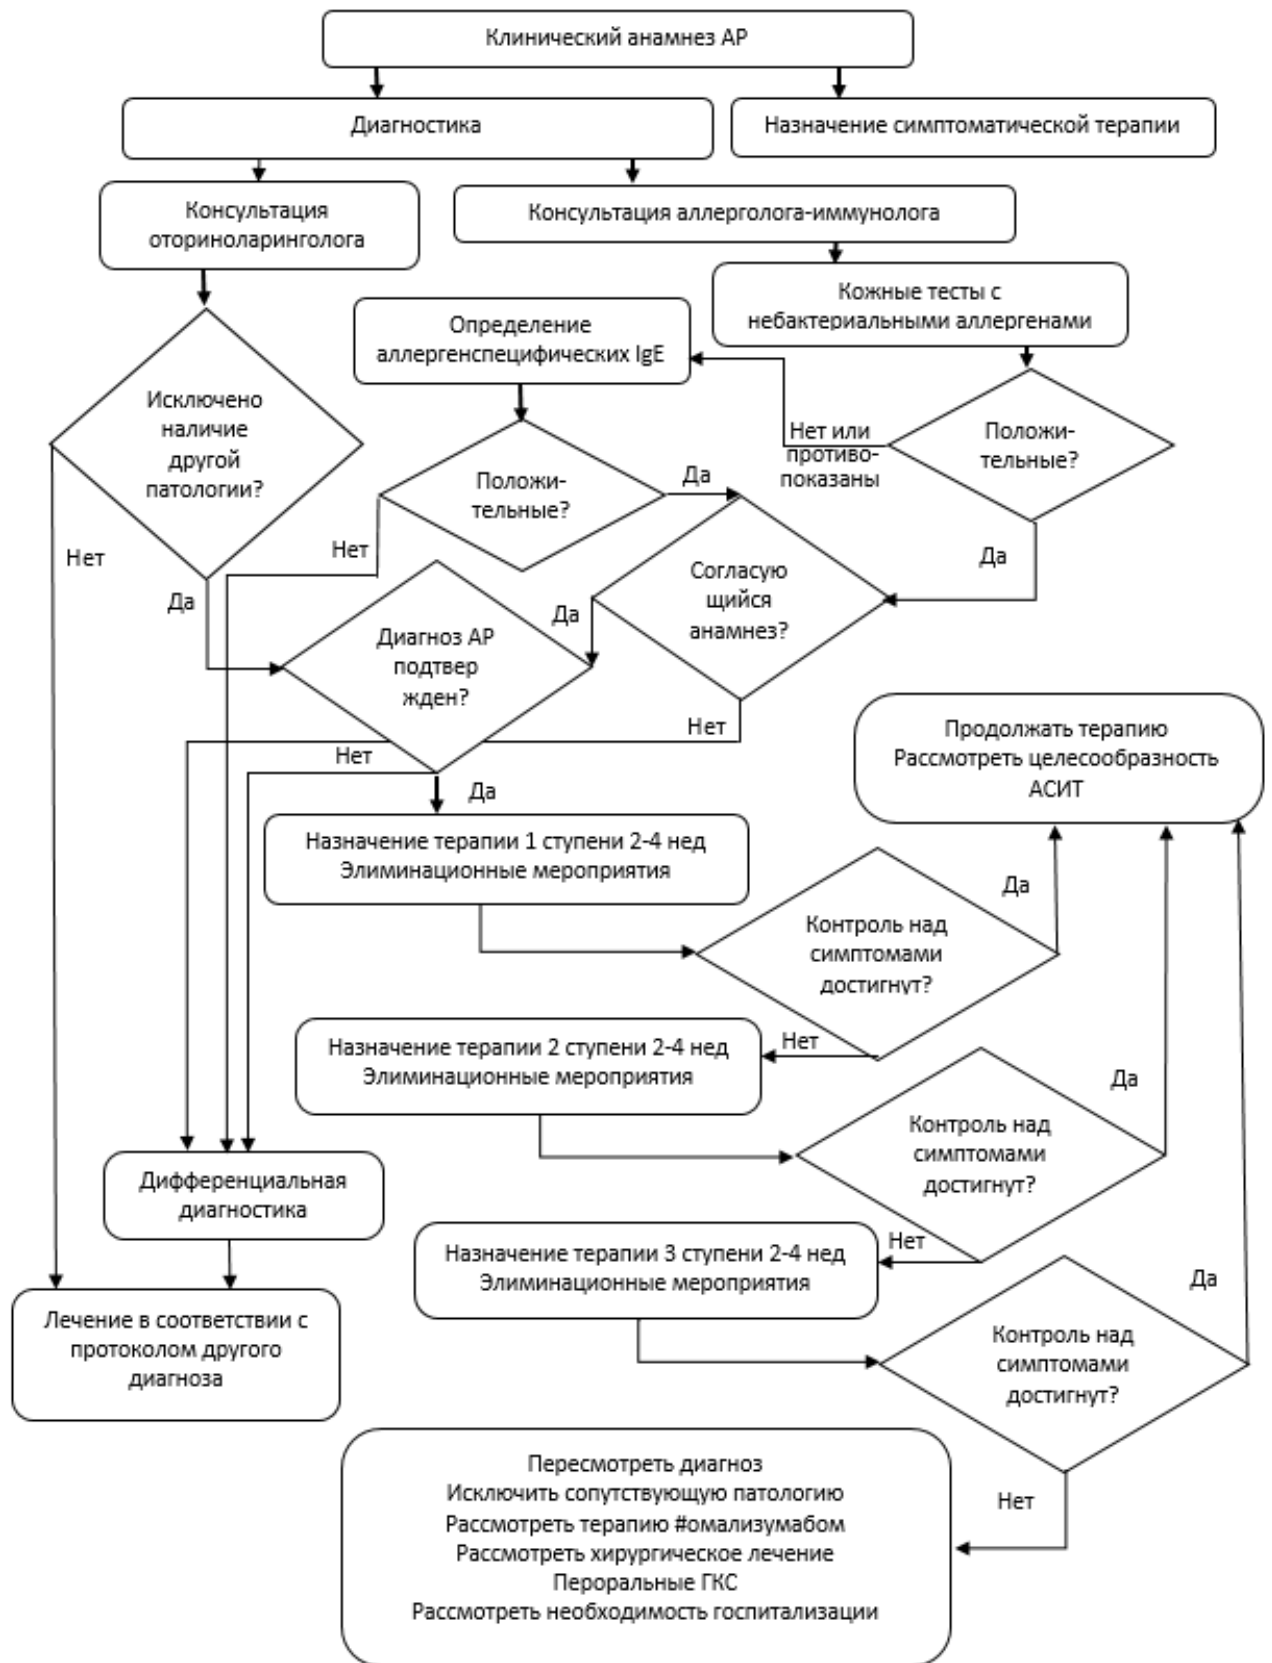 Клинический анамнез АР
Диагностика
Назначение симптоматической терапии
Консультация
оториноларинголога
Консультация аллерголога-иммунолога
Кожные тесты с
небактериальными аллергенами
Определение
аллергенспецифических IgE
Исключено
наличие
другой
патологии?
Нет или
противо-
показаны
Положи-
тельные?
Положи-
тельные?
Да
Нет
Нет
Да
Да
Согласую
щийся
анамнез?
Да
Диагноз АР
подтвер
жден?
Нет
Нет
Да
Продолжать терапию
Рассмотреть целесообразность
АСИТ
Назначение терапии 1 ступени 2-4 нед
Элиминационные мероприятия
Да
Контроль над
симптомами
достигнут?
Нет
Назначение терапии 2 ступени 2-4 нед
Элиминационные мероприятия
Да
Контроль над
симптомами
достигнут?
Дифференциальная
диагностика
Нет
Назначение терапии 3 ступени 2-4 нед
Элиминационные мероприятия
Да
Лечение в соответствии с
протоколом другого
диагноза
Контроль над
симптомами
достигнут?
Нет
Пересмотреть диагноз
Исключить сопутствующую патологию
Рассмотреть терапию #омализумабом
Рассмотреть хирургическое лечение
Пероральные ГКС
Рассмотреть необходимость госпитализации